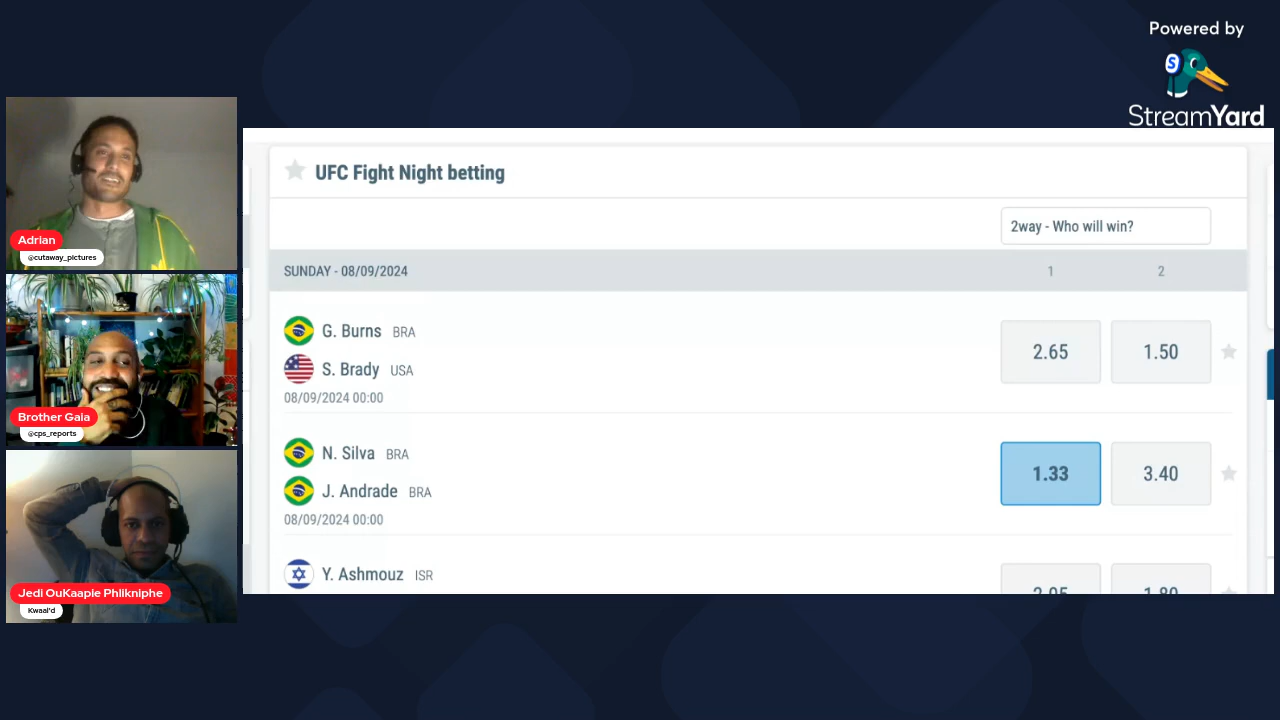 Powered by
S
StreamYard
Adrian
@cutaway_pictures
Brother Gaia
@cps_reports
Jedi OuKaapie Phlikniphe
Kwaai'd
UFC Fight Night betting
2way - Who will win?
SUNDAY - 08/09/2024 1 2
G. Burns BRA
S. Brady USA
2.65 1.50
08/09/2024 00:00
N. Silva BRA
J. Andrade BRA
1.33 3.40
08/09/2024 00:00
Y. Ashmouz ISR